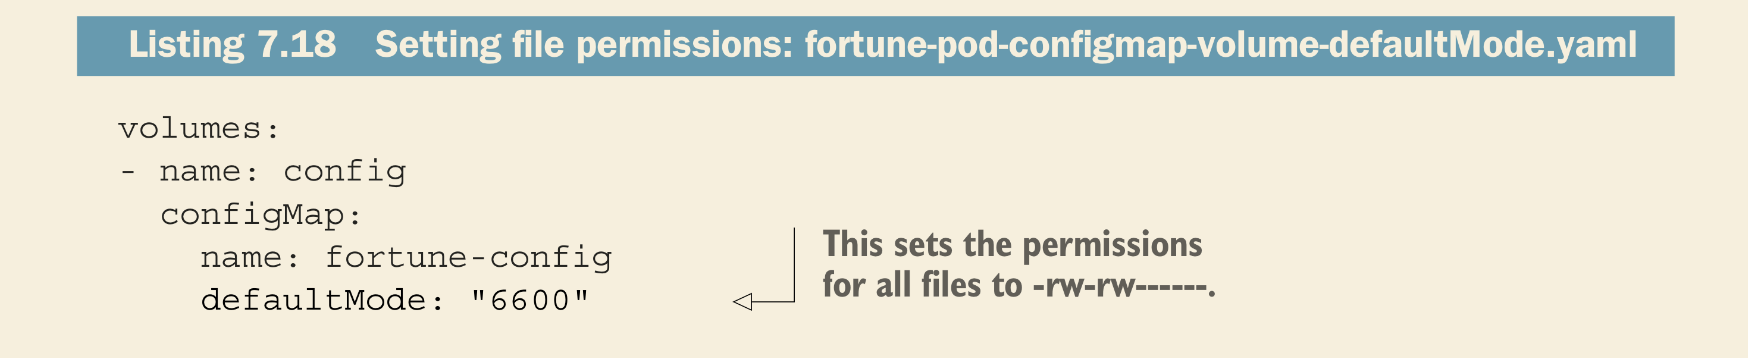 Listing 7.18 Setting file permissions: fortune-pod-configmap-volume-defaultMode.yaml
volumes:
- name: config
  configMap:
    name: fortune-config
    defaultMode: "6600"
This sets the permissions
for all files to -rw-rw------.